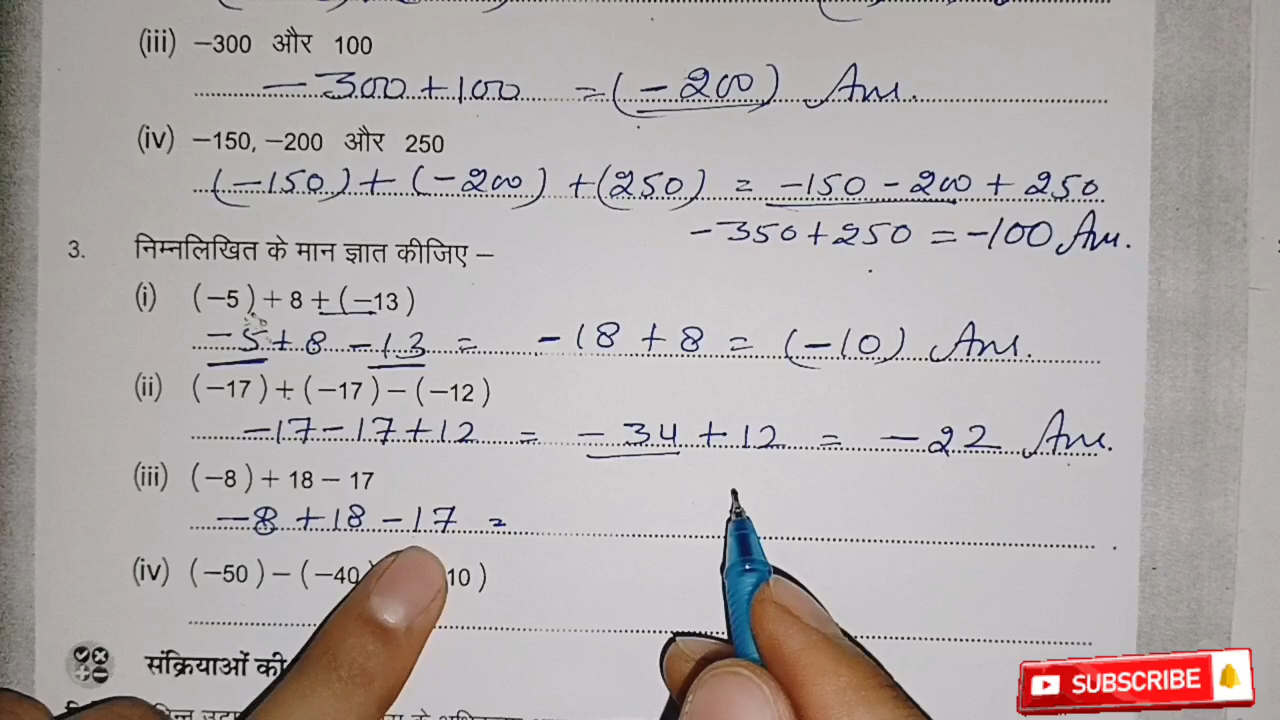 (iii) −300 और 100
−300+100 =(−200) Ans.
(iv) −150, −200 और 250
(−150)+(−200)+(250) = −150−200+250
−350+250=−100 Ans.
3. निम्नलिखित के मान ज्ञात कीजिए −
(i) (−5)+8+(−13)
−5+8−13 = −18+8 = (−10) Ans.
(ii) (−17)+(−17)−(−12)
−17−17+12 = −34+12 = −22 Ans.
(iii) (−8)+18−17
−8+18−17 =
(iv) (−50)−(−40 10)
संक्रियाओं की
SUBSCRIBE